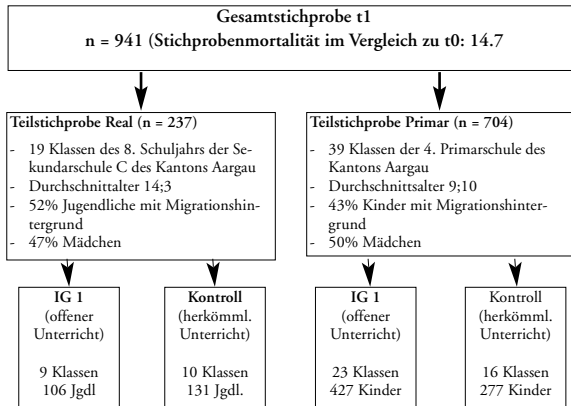 Gesamtstichprobe t1
n = 941 (Stichprobenmortalität im Vergleich zu t0: 14.7
Teilstichprobe Real (n = 237)
- 19 Klassen des 8. Schuljahrs der Se-
kundarschule C des Kantons Aargau
- Durchschnittalter 14;3
- 52% Jugendliche mit Migrationshin-
tergrund
- 47% Mädchen
Teilstichprobe Primar (n = 704)
- 39 Klassen der 4. Primarschule des
Kantons Aargau
- Durchschnittsalter 9;10
- 43% Kinder mit Migrationshinter-
grund
- 50% Mädchen
IG 1
(offener
Unterricht)
9 Klassen
106 Jgdl
Kontroll
(herkömml.
Unterricht)
10 Klassen
131 Jgdl.
IG 1
(offener
Unterricht)
23 Klassen
427 Kinder
Kontroll
(herkömml.
Unterricht)
16 Klassen
277 Kinder